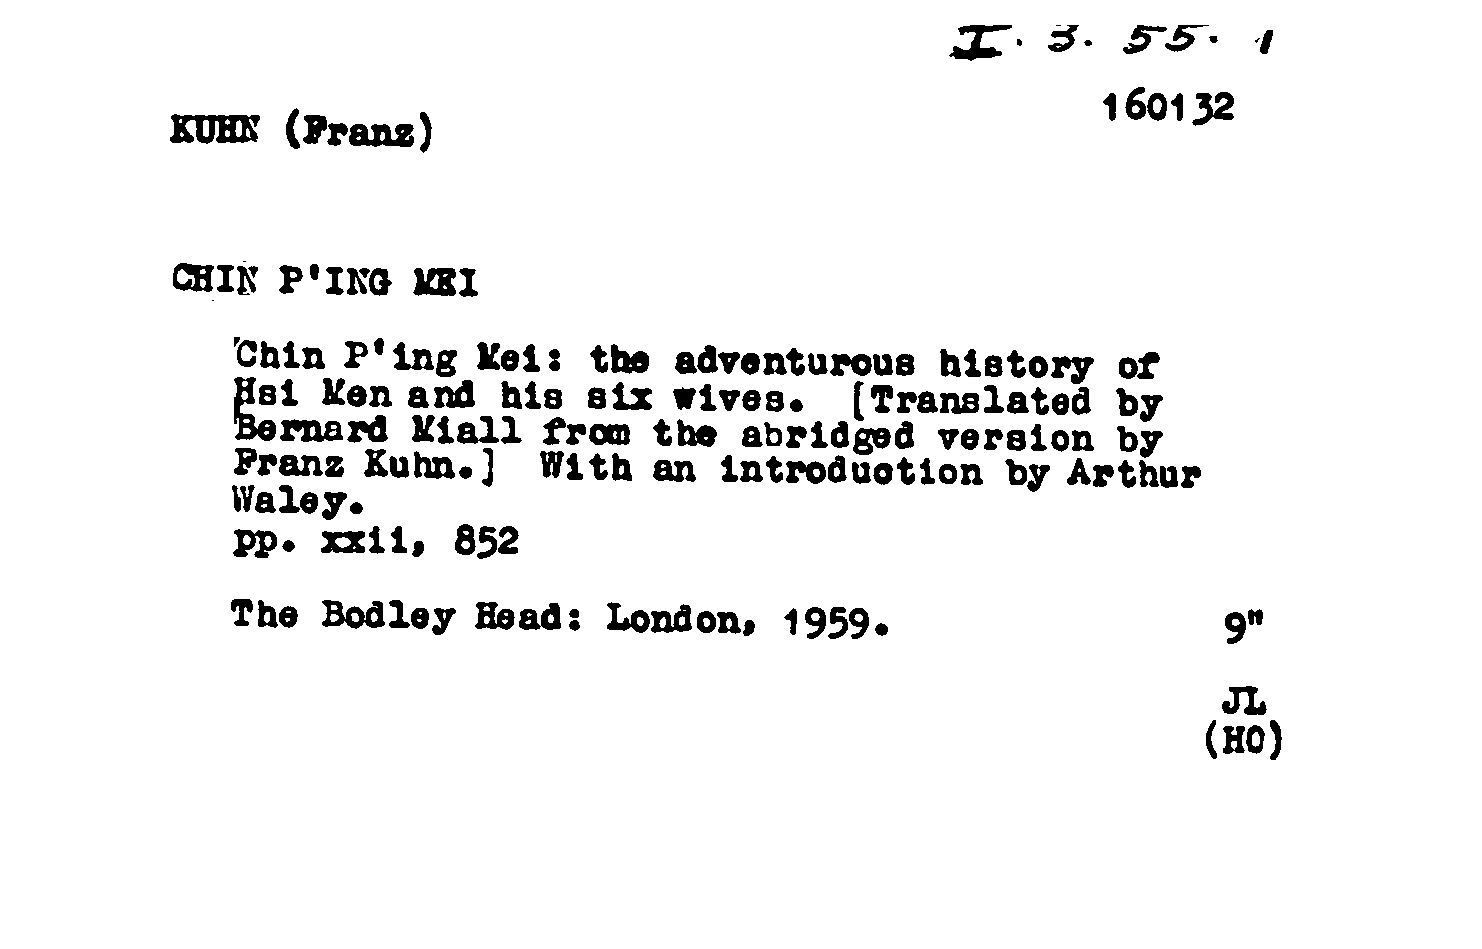 I. 3. 55. 1
160132
KUHN (Franz)
CHIN P'ING MEI
Chin P'ing Mei: the adventurous history of
Hsi Men and his six wives. [Translated by
Bernard Miall from the abridged version by
Franz Kuhn.] With an introduction by Arthur
Waley.
pp. xxii, 852
The Bodley Head: London, 1959.
9"
JL
(HO)